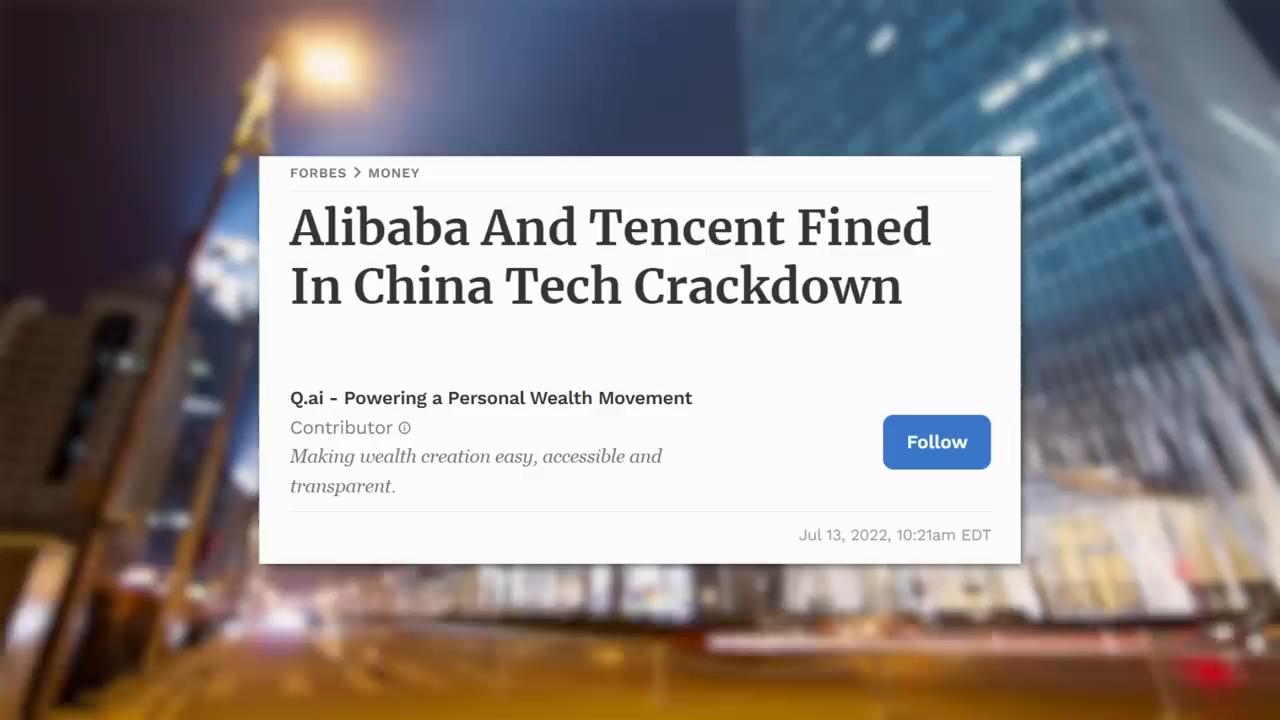 FORBES > MONEY
Alibaba And Tencent Fined
In China Tech Crackdown
Q.ai - Powering a Personal Wealth Movement
Contributor
Making wealth creation easy, accessible and
transparent.
Follow
Jul 13, 2022, 10:21am EDT